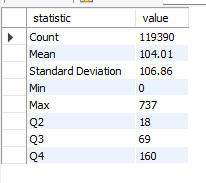 statistic value
Count 119390
Mean 104.01
Standard Deviation 106.86
Min 0
Max 737
Q2 18
Q3 69
Q4 160